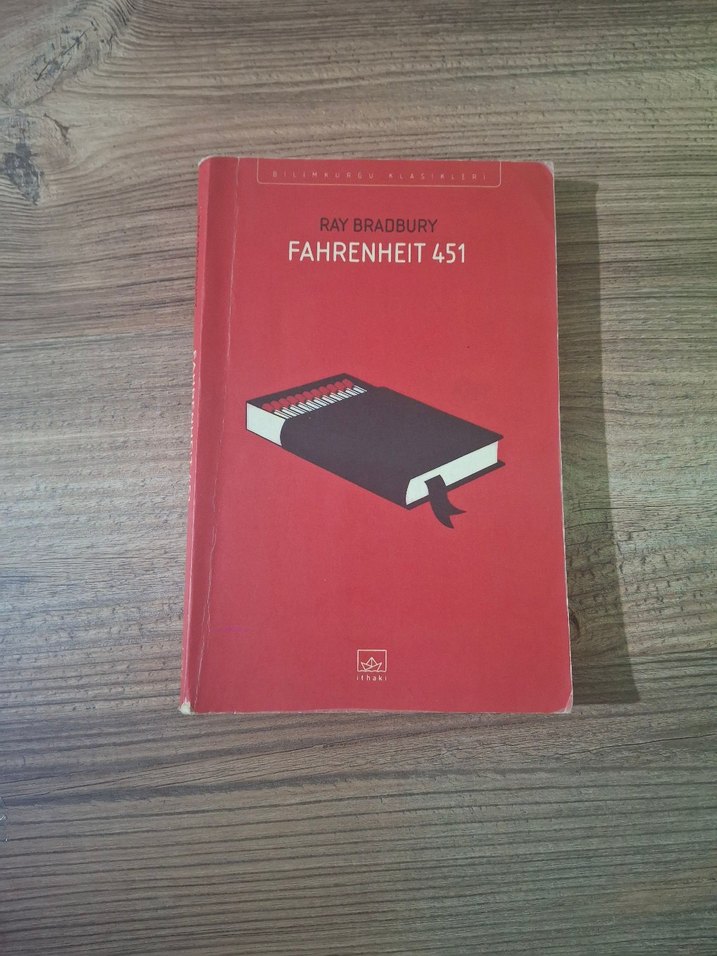 BİLİMKURGU KLASİKLERİ
RAY BRADBURY
FAHRENHEIT 451
ithaki